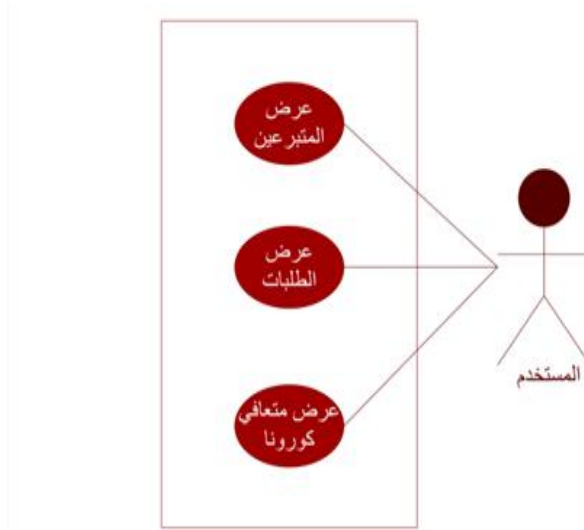 عرض
المتبرعين
عرض
الطلبات
عرض متعافي
كورونا
المستخدم